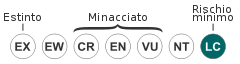 Estinto Minacciato Rischio
minimo
EX EW CR EN VU NT LC